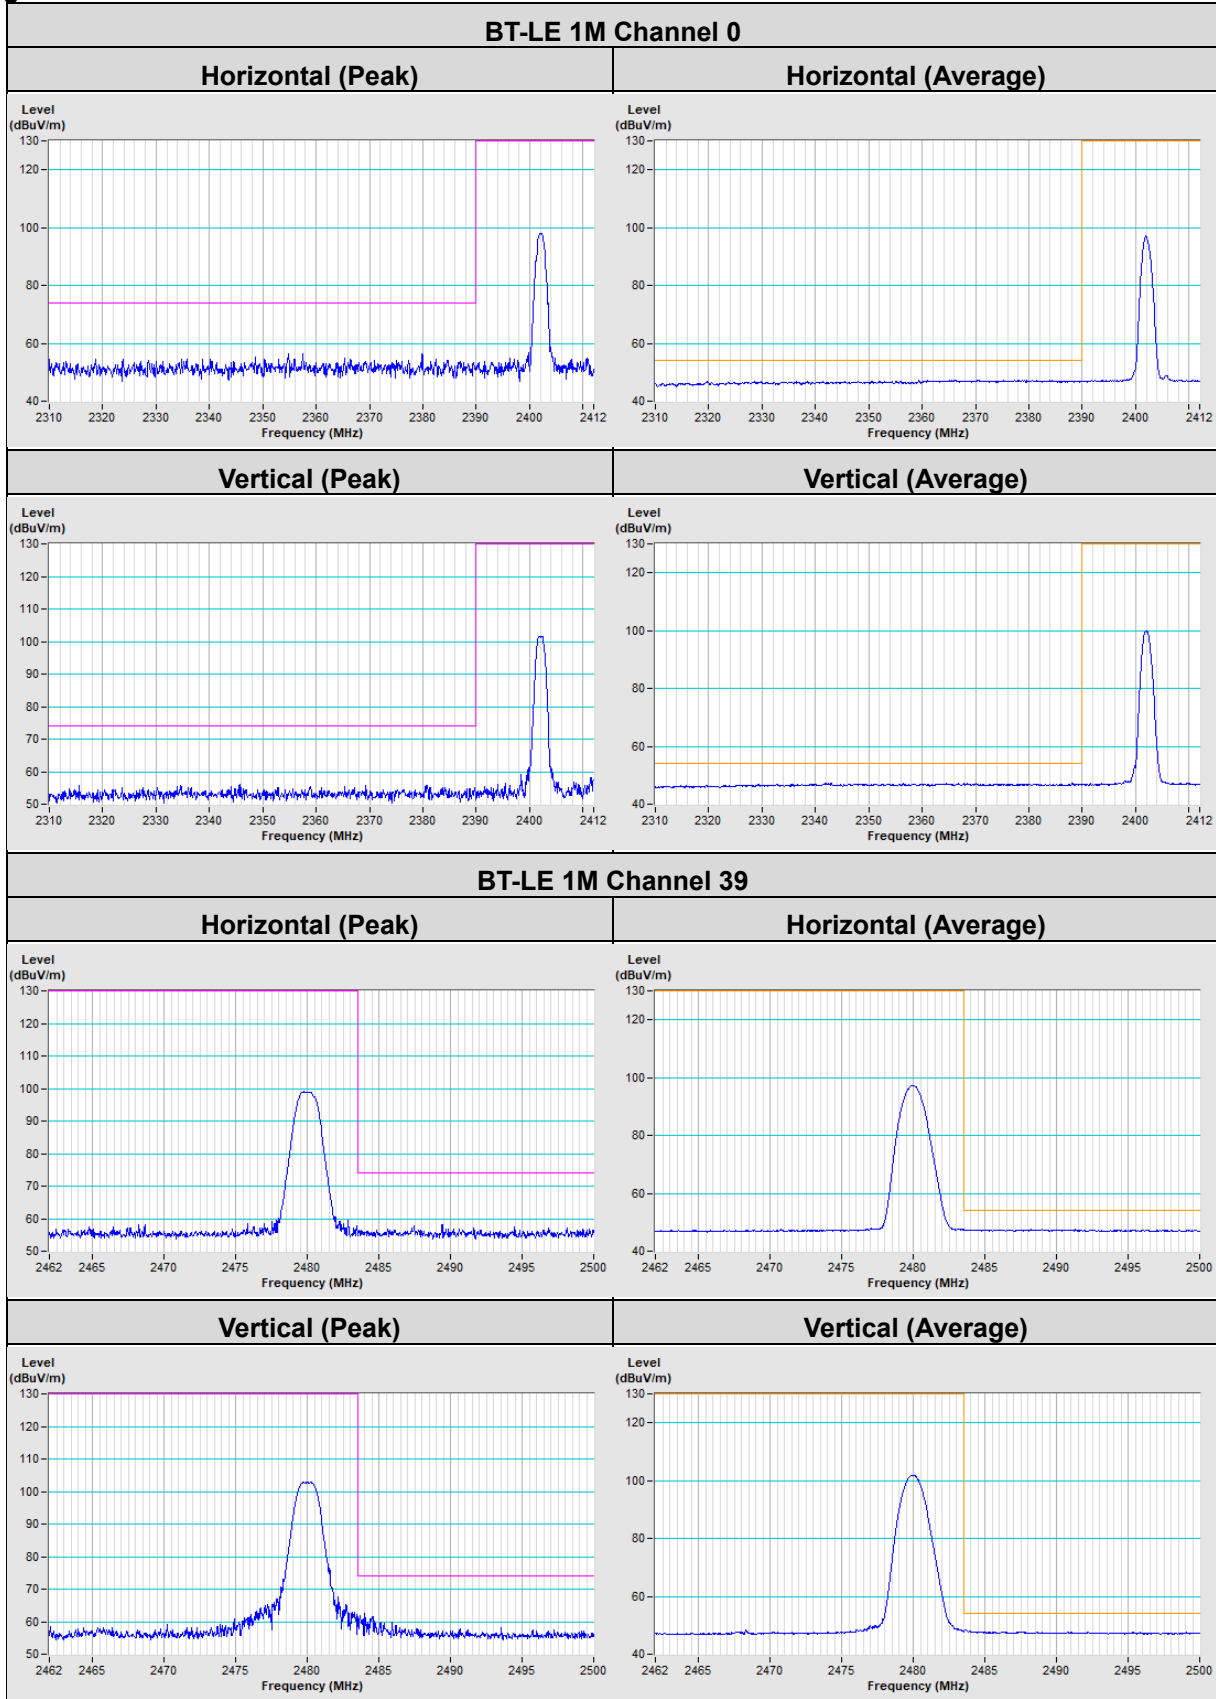 BT-LE 1M Channel 0
Horizontal (Peak)
Horizontal (Average)
Level
(dBuV/m)
130
120
100
80
60
40
2310 2320 2330 2340 2350 2360 2370 2380 2390 2400 2412
Frequency (MHz)
Level
(dBuV/m)
130
120
100
80
60
40
2310 2320 2330 2340 2350 2360 2370 2380 2390 2400 2412
Frequency (MHz)
Vertical (Peak)
Vertical (Average)
Level
(dBuV/m)
130
120
110
100
90
80
70
60
50
2310 2320 2330 2340 2350 2360 2370 2380 2390 2400 2412
Frequency (MHz)
Level
(dBuV/m)
130
120
100
80
60
40
2310 2320 2330 2340 2350 2360 2370 2380 2390 2400 2412
Frequency (MHz)
BT-LE 1M Channel 39
Horizontal (Peak)
Horizontal (Average)
Level
(dBuV/m)
130
120
110
100
90
80
70
60
50
2462 2465 2470 2475 2480 2485 2490 2495 2500
Frequency (MHz)
Level
(dBuV/m)
130
120
100
80
60
40
2462 2465 2470 2475 2480 2485 2490 2495 2500
Frequency (MHz)
Vertical (Peak)
Vertical (Average)
Level
(dBuV/m)
130
120
110
100
90
80
70
60
50
2462 2465 2470 2475 2480 2485 2490 2495 2500
Frequency (MHz)
Level
(dBuV/m)
130
120
100
80
60
40
2462 2465 2470 2475 2480 2485 2490 2495 2500
Frequency (MHz)